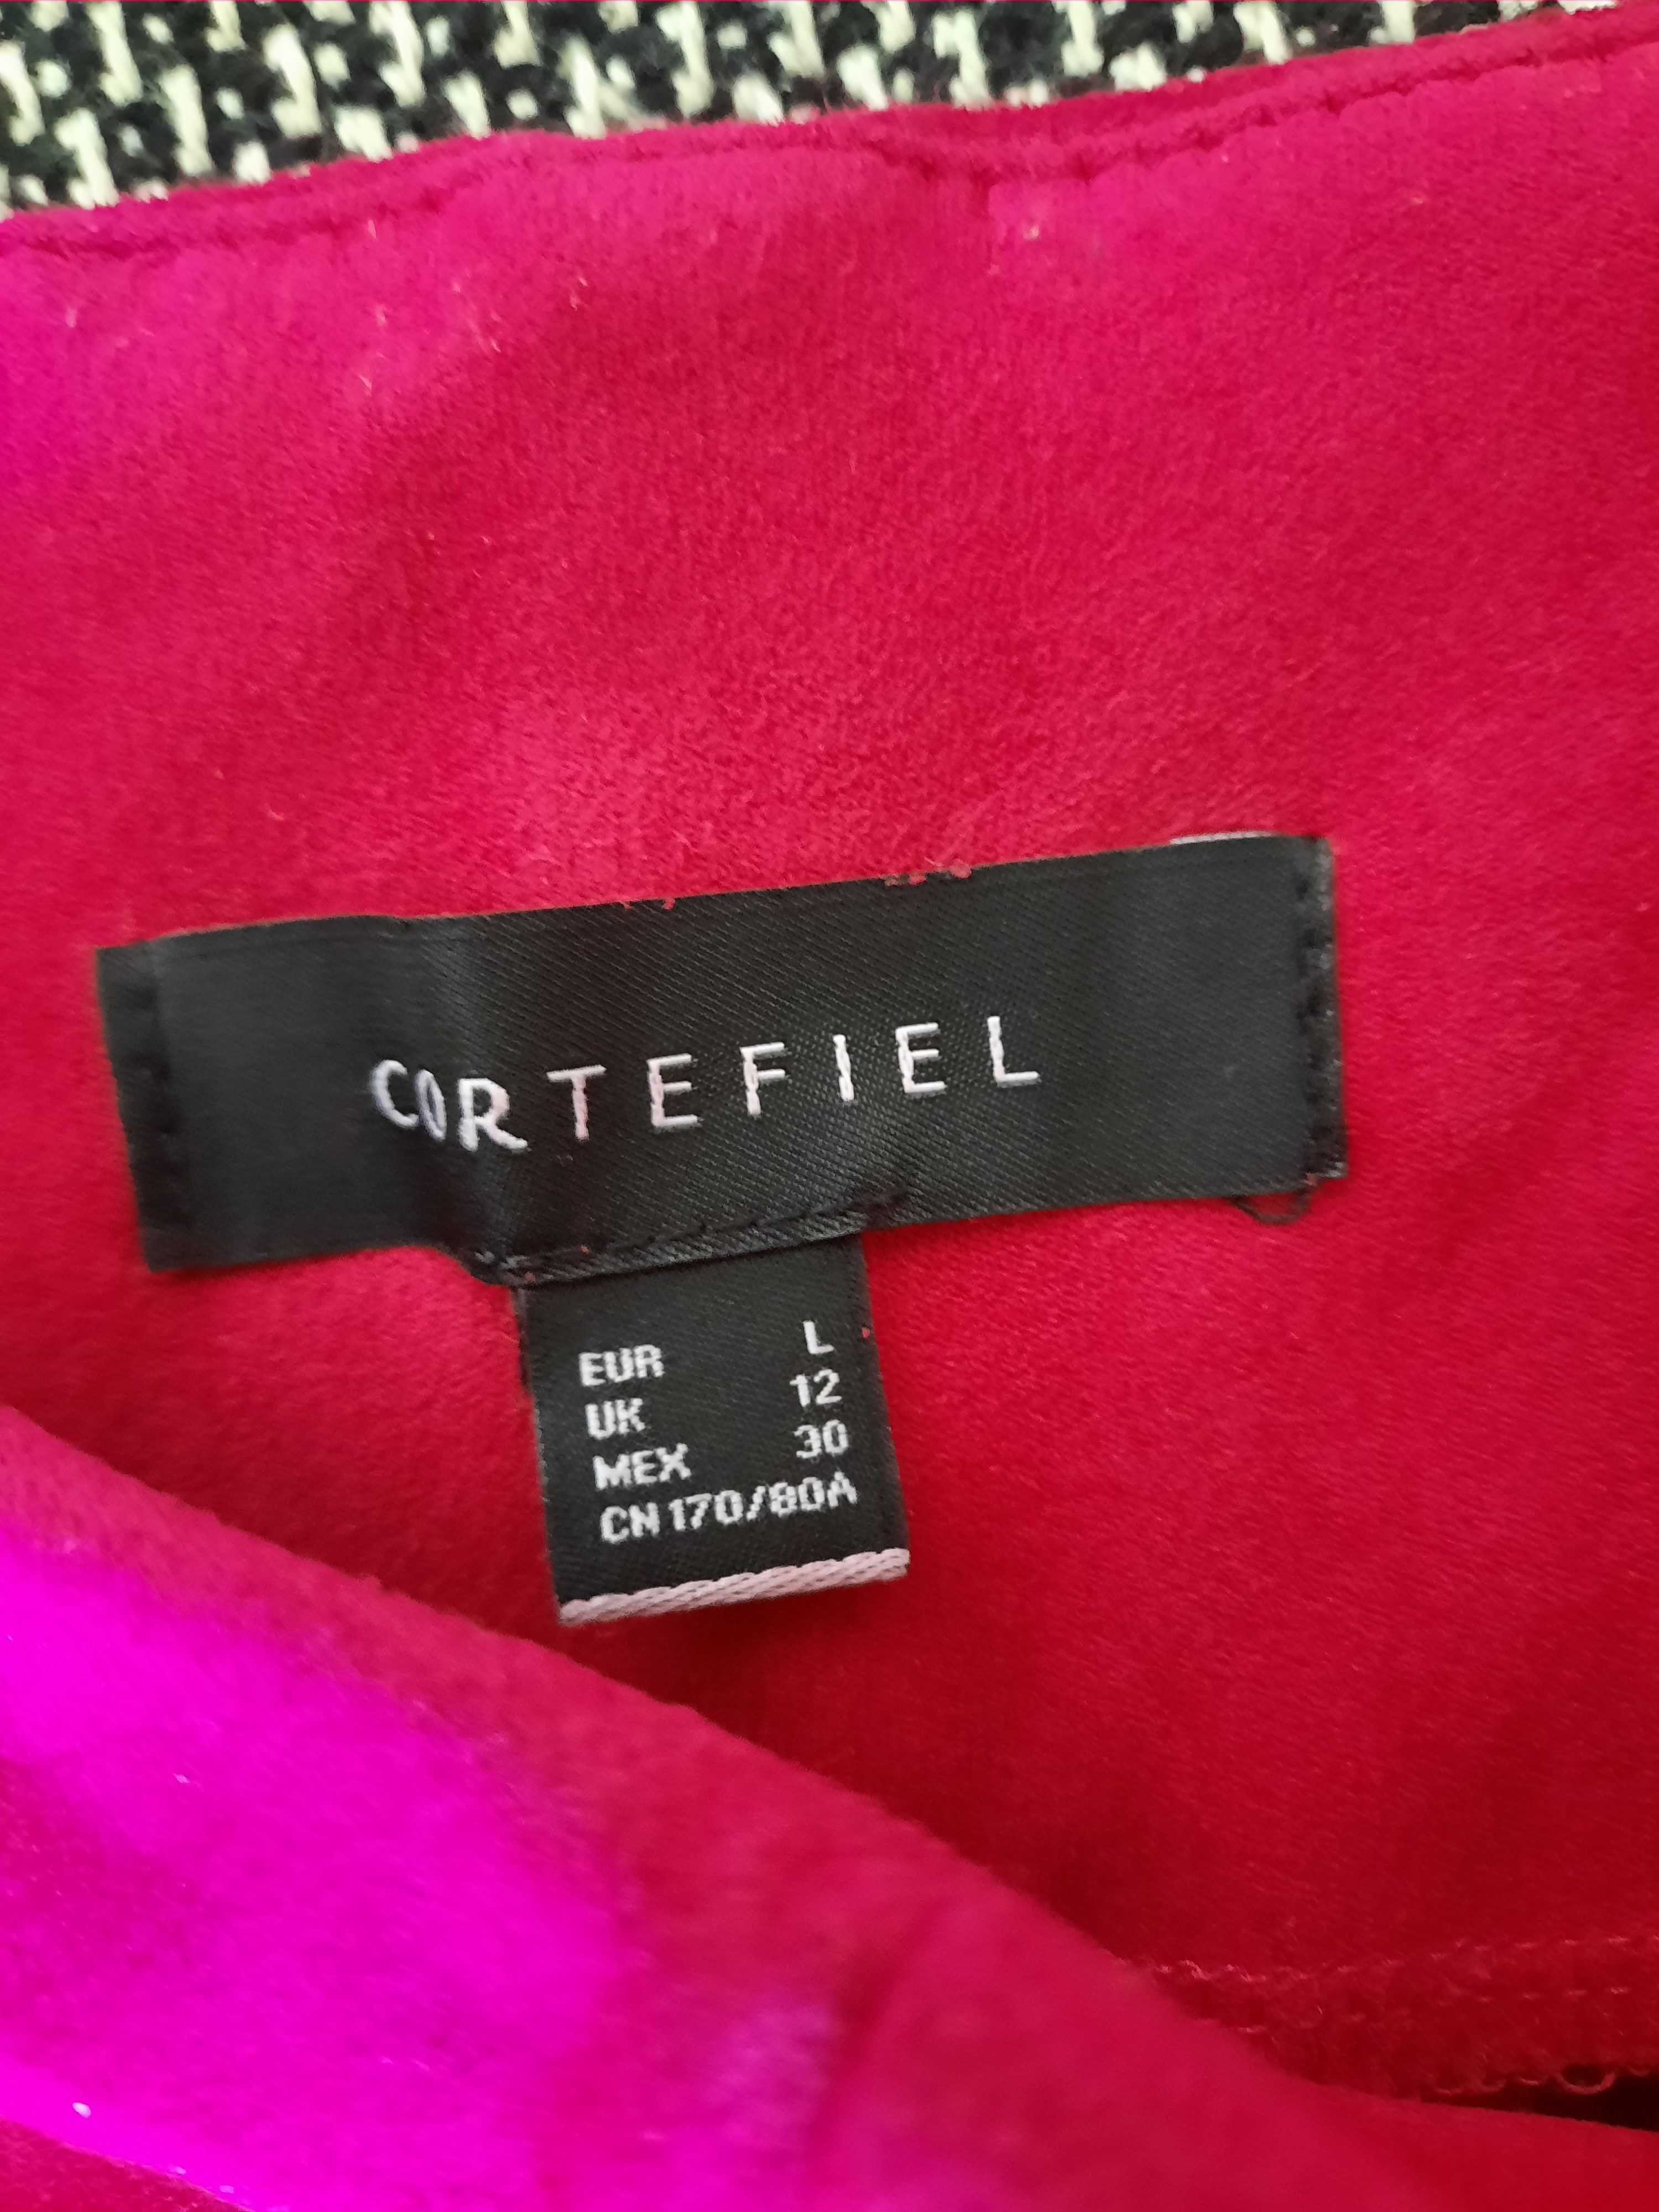 CORTEFIEL
EUR L
UK 12
MEX 30
CN 170/80A